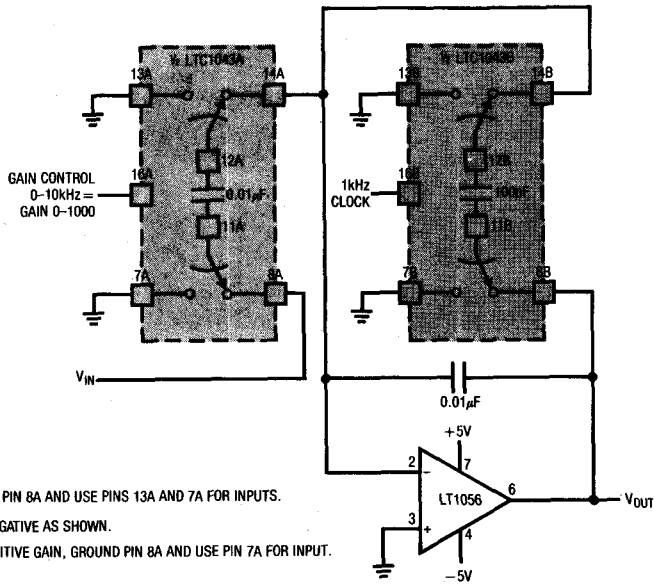 ½ LTC1043A
½ LTC1043B
13A
14A
13B
14B
12A
12B
16A
16B
GAIN CONTROL
0–10kHz =
GAIN 0–1000
0.01µF
1kHz
CLOCK
100pF
11A
11B
7A
8A
7B
8B
VIN
0.01µF
+5V
2
7
−
LT1056
6
VOUT
3
+
4
−5V
PIN 8A AND USE PINS 13A AND 7A FOR INPUTS.
GATIVE AS SHOWN.
ITIVE GAIN, GROUND PIN 8A AND USE PIN 7A FOR INPUT.